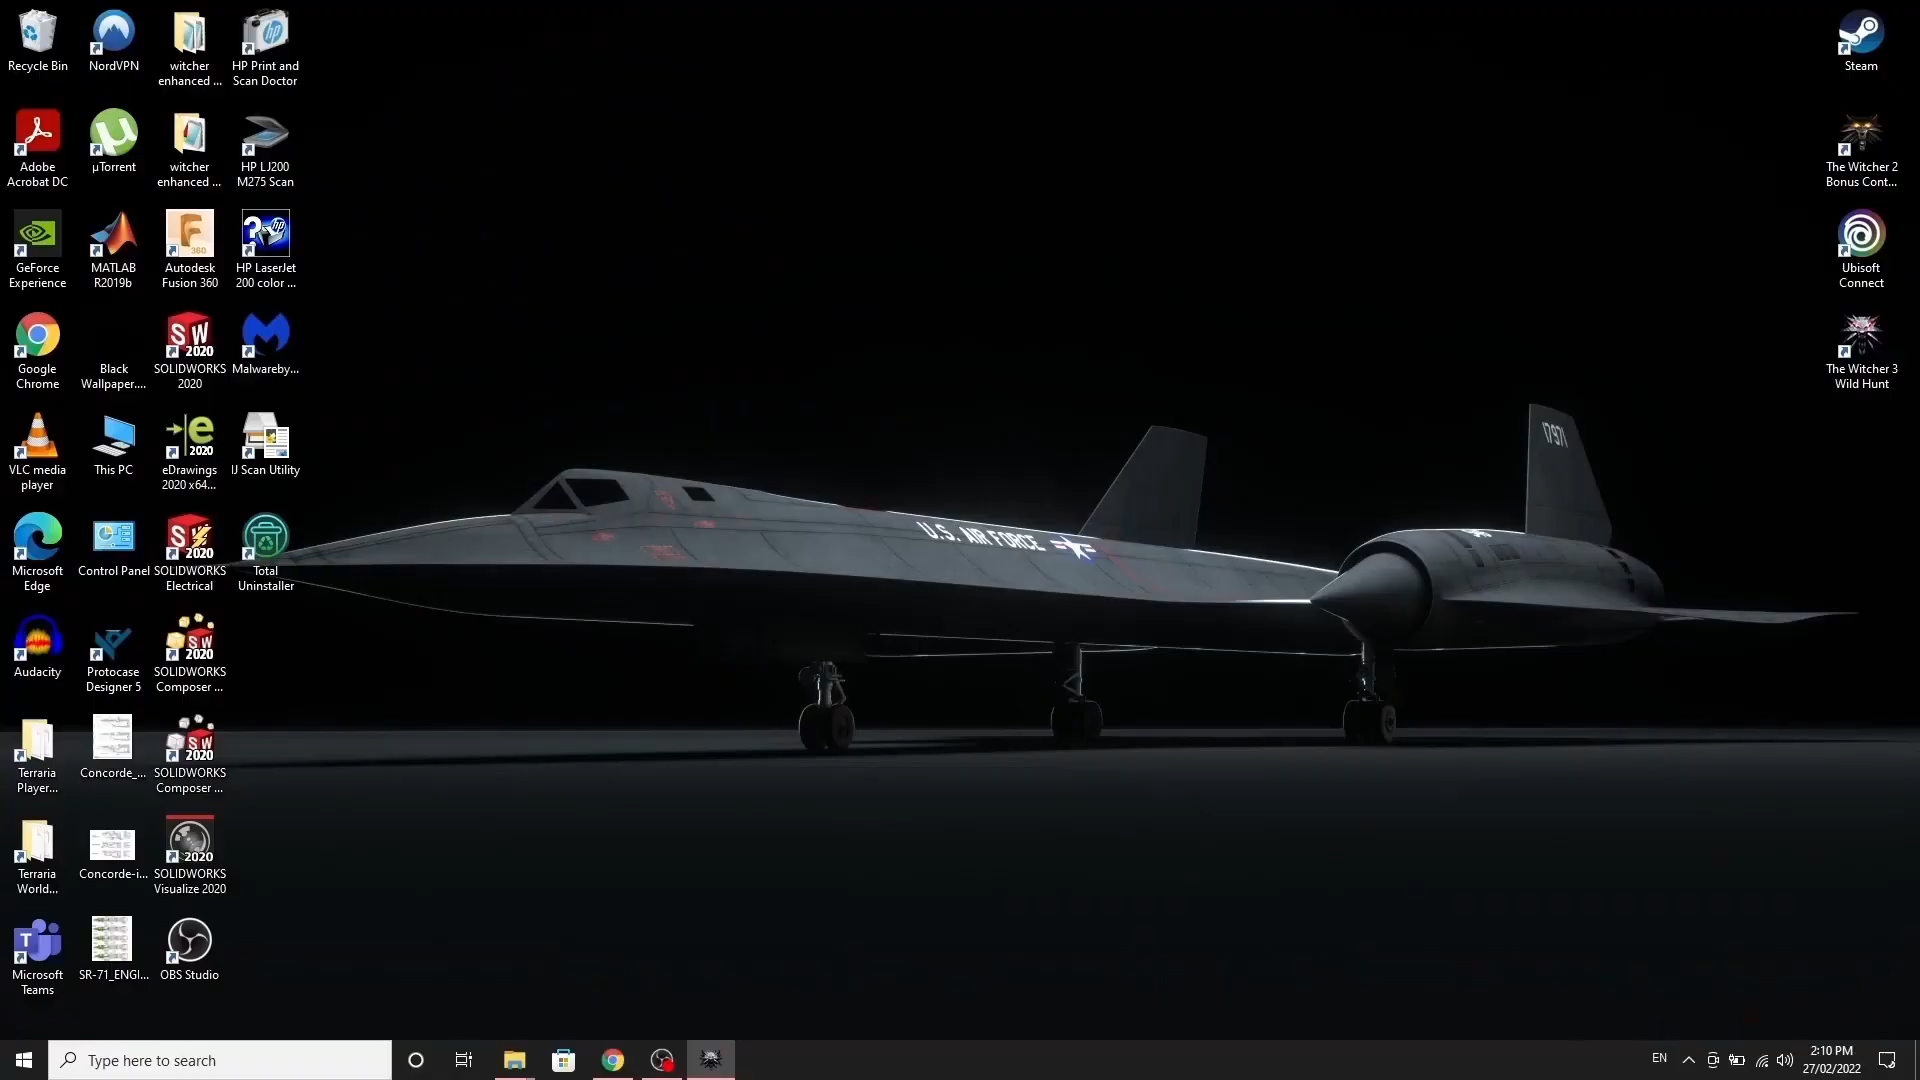 Recycle Bin
NordVPN
witcher
enhanced ...
HP Print and
Scan Doctor
Adobe
Acrobat DC
µTorrent
witcher
enhanced ...
HP LJ200
M275 Scan
GeForce
Experience
MATLAB
R2019b
Autodesk
Fusion 360
HP LaserJet
200 color ...
Google
Chrome
Black
Wallpaper....
SOLIDWORKS
2020
Malwareby...
VLC media
player
This PC
eDrawings
2020 x64...
IJ Scan Utility
Microsoft
Edge
Control Panel
SOLIDWORKS
Electrical
Total
Uninstaller
Audacity
Protocase
Designer 5
SOLIDWORKS
Composer ...
Terraria
Player...
Concorde_...
SOLIDWORKS
Composer ...
Terraria
World...
Concorde-i...
SOLIDWORKS
Visualize 2020
Microsoft
Teams
SR-71_ENGI...
OBS Studio
Steam
The Witcher 2
Bonus Cont...
Ubisoft
Connect
The Witcher 3
Wild Hunt
U.S. AIR FORCE
17971
Type here to search
EN
2:10 PM
27/02/2022